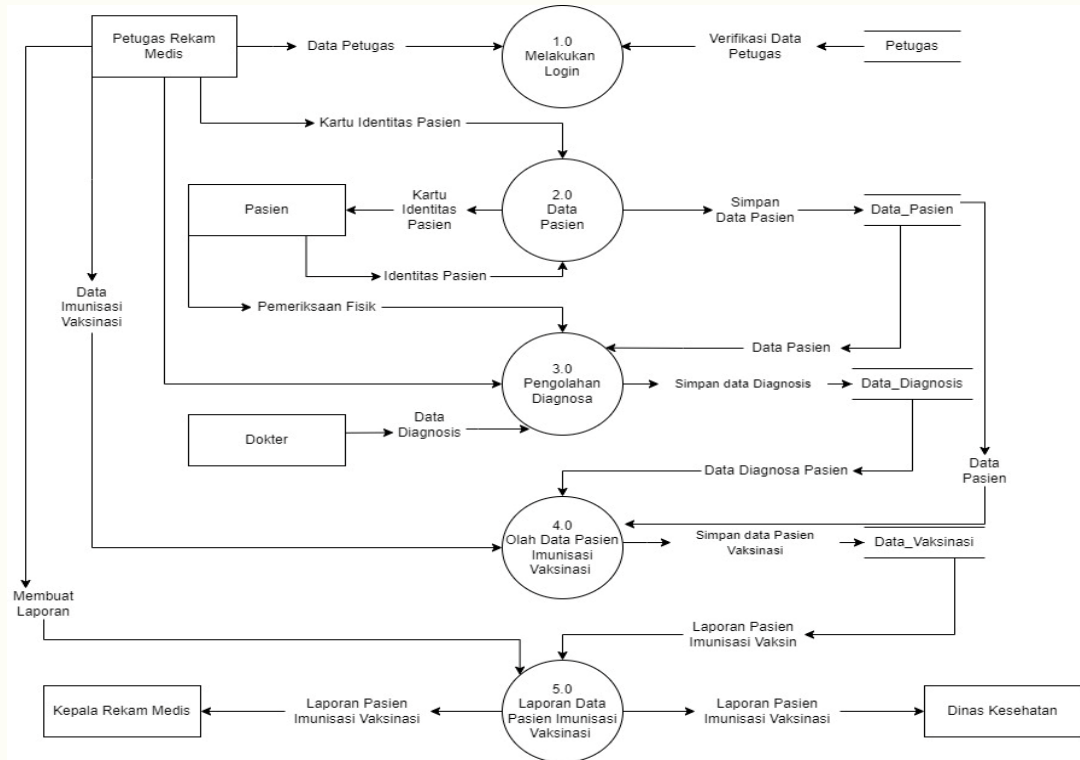 Petugas Rekam
Medis
Data Petugas
1.0
Melakukan
Login
Verifikasi Data
Petugas
Petugas
Kartu Identitas Pasien
Pasien
Kartu
Identitas
Pasien
2.0
Data
Pasien
Simpan
Data Pasien
Data_Pasien
Identitas Pasien
Data
Imunisasi
Vaksinasi
Pemeriksaan Fisik
Data Pasien
3.0
Pengolahan
Diagnosa
Simpan data Diagnosis
Data_Diagnosis
Dokter
Data
Diagnosis
Data Diagnosa Pasien
Data
Pasien
4.0
Olah Data Pasien
Imunisasi
Vaksinasi
Simpan data Pasien
Vaksinasi
Data_Vaksinasi
Membuat
Laporan
Laporan Pasien
Imunisasi Vaksin
Kepala Rekam Medis
Laporan Pasien
Imunisasi Vaksinasi
5.0
Laporan Data
Pasien Imunisasi
Vaksinasi
Laporan Pasien
Imunisasi Vaksinasi
Dinas Kesehatan